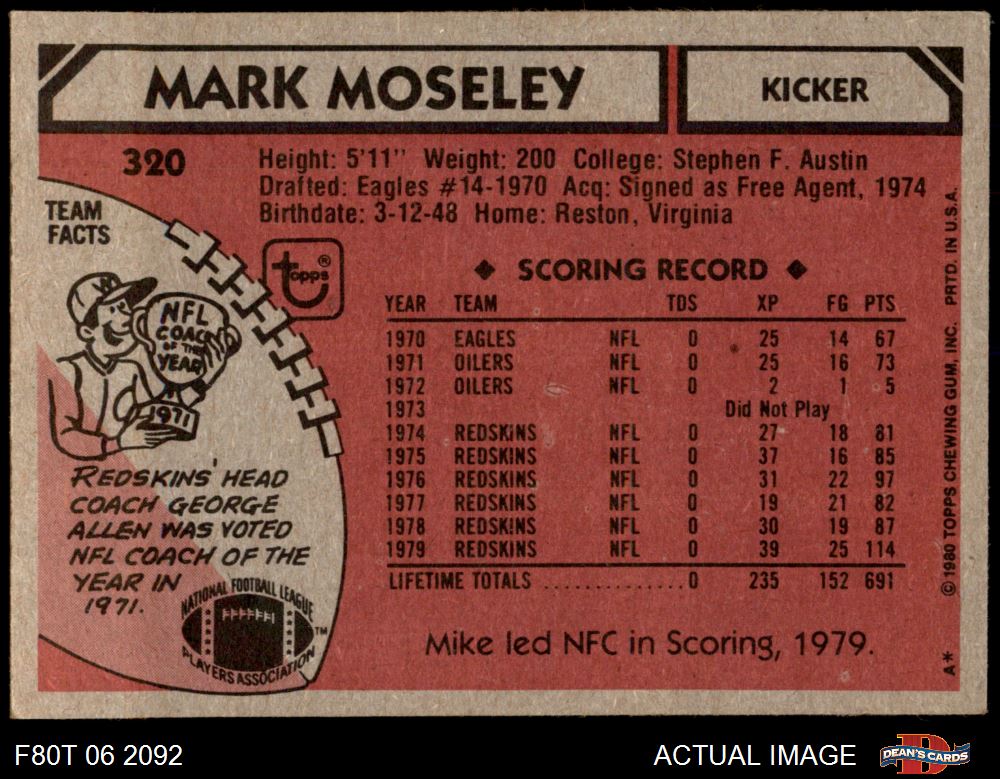 MARK MOSELEY
KICKER
320
Height: 5'11" Weight: 200 College: Stephen F. Austin
Drafted: Eagles #14-1970 Acq: Signed as Free Agent, 1974
Birthdate: 3-12-48 Home: Reston, Virginia
TEAM
FACTS
topps®
W
NFL
COACH
OF THE
YEAR
1971
REDSKINS' HEAD
COACH GEORGE
ALLEN WAS VOTED
NFL COACH OF THE
YEAR IN
1971.
NATIONAL FOOTBALL LEAGUE
PLAYERS ASSOCIATION
TM
◆ SCORING RECORD ◆
YEAR TEAM TDS XP FG PTS
1970 EAGLES NFL 0 25 14 67
1971 OILERS NFL 0 25 16 73
1972 OILERS NFL 0 2 1 5
1973 Did Not Play
1974 REDSKINS NFL 0 27 18 81
1975 REDSKINS NFL 0 37 16 85
1976 REDSKINS NFL 0 31 22 97
1977 REDSKINS NFL 0 19 21 82
1978 REDSKINS NFL 0 30 19 87
1979 REDSKINS NFL 0 39 25 114
LIFETIME TOTALS ............... 0 235 152 691
Mike led NFC in Scoring, 1979.
A* © 1980 TOPPS CHEWING GUM, INC. PRTD. IN U.S.A.
F80T 06 2092
ACTUAL IMAGE
DEAN'S CARDS